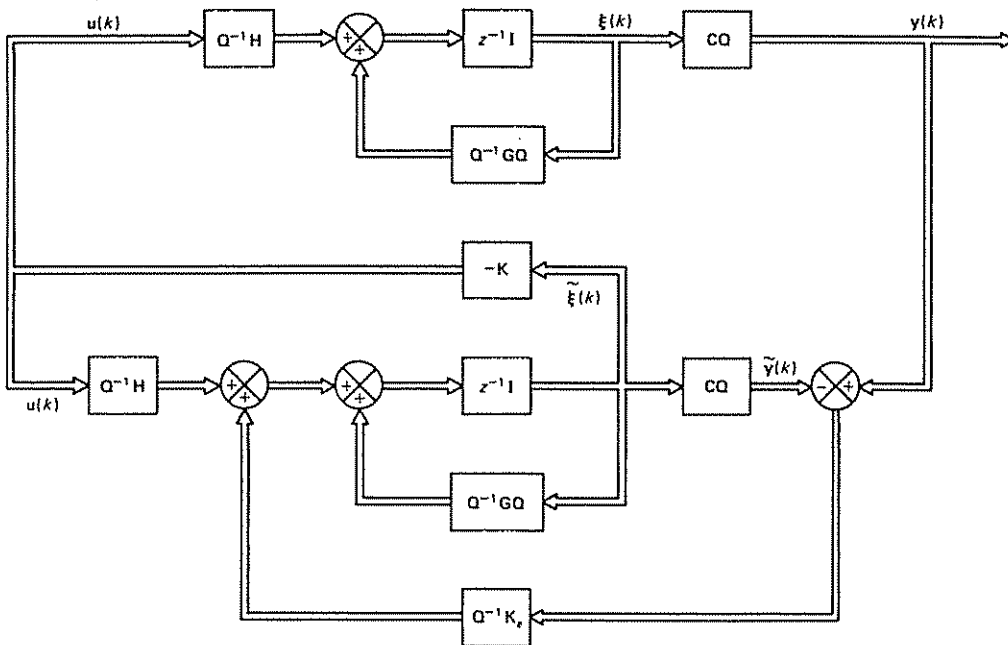 u(k)
Q⁻¹H
+
+
z⁻¹I
ξ(k)
CQ
y(k)
Q⁻¹GQ
−K
ξ̃(k)
u(k)
Q⁻¹H
+
+
+
+
z⁻¹I
CQ
ỹ(k)
−
+
Q⁻¹GQ
Q⁻¹Kₑ